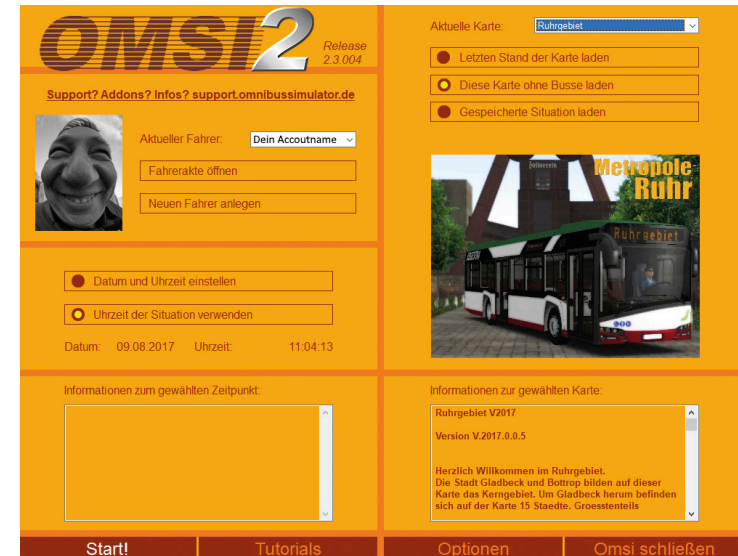 OMSI2
Release
2.3.004
Support? Addons? Infos? support.omnibussimulator.de
Aktueller Fahrer:
Dein Accoutname
Fahrerakte öffnen
Neuen Fahrer anlegen
Datum und Uhrzeit einstellen
Uhrzeit der Situation verwenden
Datum: 09.08.2017 Uhrzeit: 11:04:13
Informationen zum gewählten Zeitpunkt:
Aktuelle Karte:
Ruhrgebiet
Letzten Stand der Karte laden
Diese Karte ohne Busse laden
Gespeicherte Situation laden
Zollverein
Metropole
Ruhr
Ruhrgebiet
Informationen zur gewählten Karte:
Ruhrgebiet V2017
Version V.2017.0.0.5
Herzlich Willkommen im Ruhrgebiet.
Die Stadt Gladbeck und Bottrop bilden auf dieser
Karte das Kerngebiet. Um Gladbeck herum befinden
sich auf der Karte 15 Staedte. Groesstenteils
Start!
Tutorials
Optionen
Omsi schließen